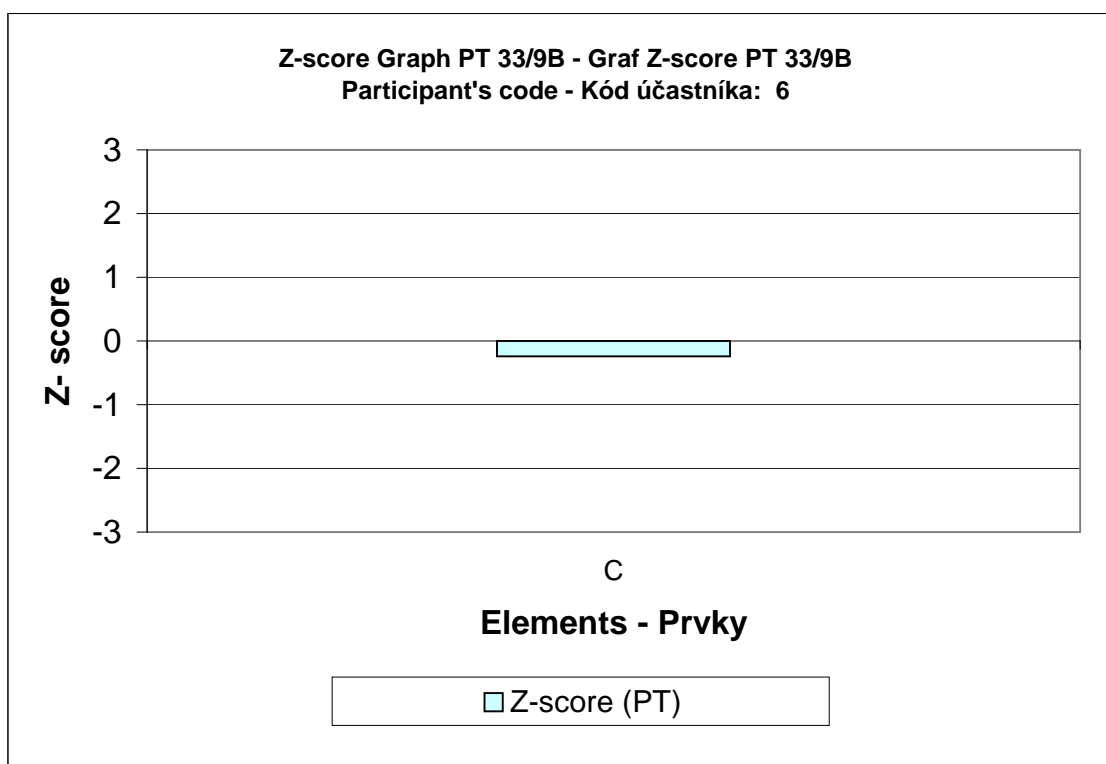 Z-score Graph PT 33/9B - Graf Z-score PT 33/9B
Participant's code - Kód účastníka: 6
3
2
1
0
-1
-2
-3
Z- score
C
Elements - Prvky
Z-score (PT)